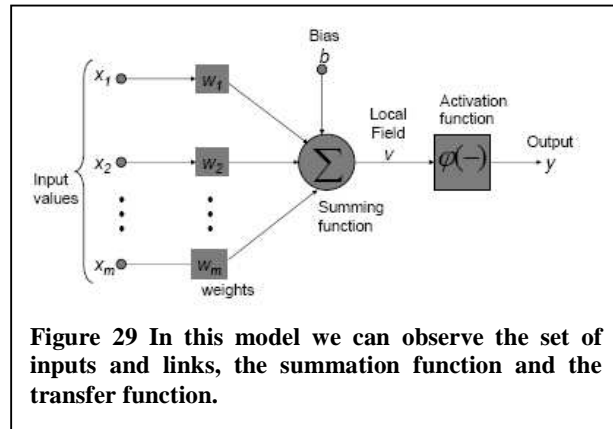 Bias
b
x1
w1
Local
Field
v
Activation
function
Input
values
x2
w2
∑
φ(−)
Output
y
Summing
function
xm
wm
weights
Figure 29 In this model we can observe the set of
inputs and links, the summation function and the
transfer function.